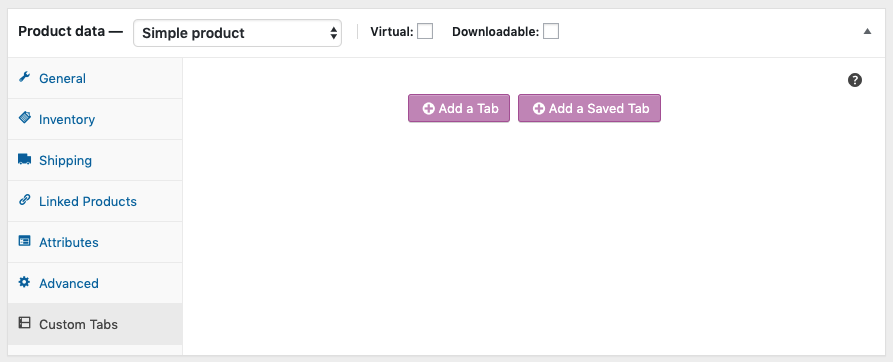 Product data — Simple product Virtual: Downloadable:
General
Inventory
Shipping
Linked Products
Attributes
Advanced
Custom Tabs
Add a Tab Add a Saved Tab